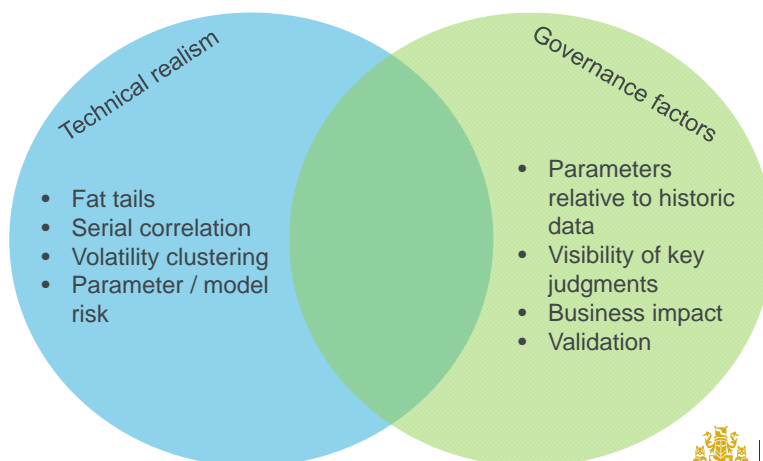 Technical realism
Governance factors
• Fat tails
• Serial correlation
• Volatility clustering
• Parameter / model
risk
• Parameters
relative to historic
data
• Visibility of key
judgments
• Business impact
• Validation